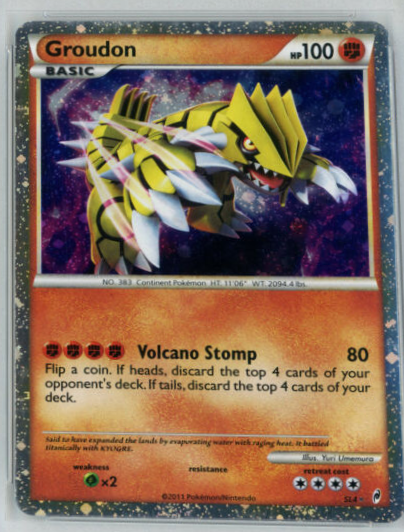 Groudon
HP 100
BASIC
NO. 383 Continent Pokémon HT. 11'06" WT. 2094.4 lbs.
Volcano Stomp 80
Flip a coin. If heads, discard the top 4 cards of your
opponent's deck. If tails, discard the top 4 cards of your
deck.
Said to have expanded the lands by evaporating water with raging heat. It battled
titanically with KYOGRE.
Illus. Yuri Umemura
weakness resistance retreat cost
×2
©2011 Pokémon/Nintendo SL4